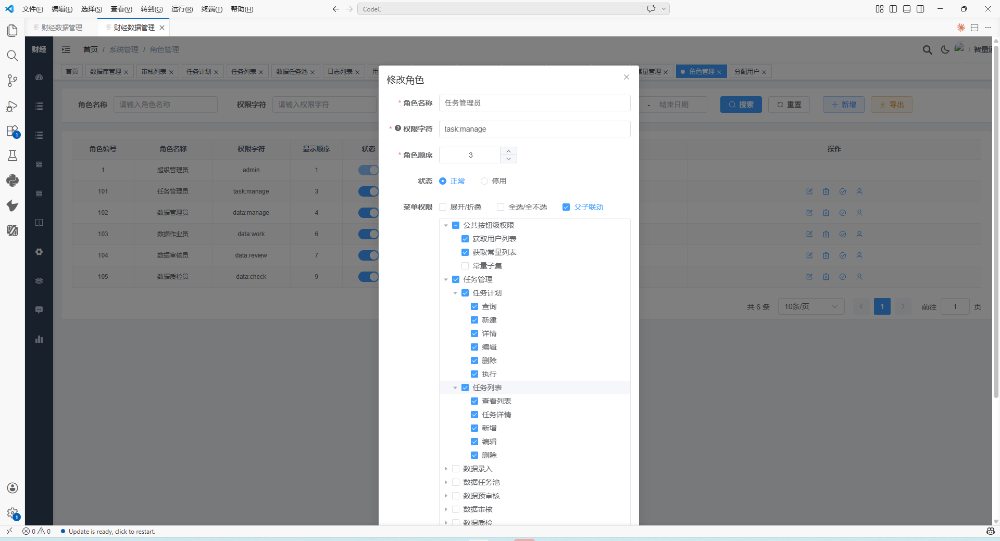 文件(F) 编辑(E) 选择(S) 查看(V) 转到(G) 运行(R) 终端(T) 帮助(H) CodeC
财经数据管理 财经数据管理
财经 首页 / 系统管理 / 角色管理
首页 数据库管理 审核列表 任务计划 任务列表 数据任务池 日志列表 常量管理 角色管理 分配用户
角色名称 请输入角色名称 权限字符 请输入权限字符 - 结束日期 搜索 重置 新增 导出
角色编号 角色名称 权限字符 显示顺序 状态 操作
1 超级管理员 admin 1
101 任务管理员 task:manage 3
102 数据管理员 data:manage 4
103 数据作业员 data:work 6
104 数据审核员 data:review 7
105 数据质检员 data:check 9
共 6 条 10条/页 1 前往 1 页
修改角色
* 角色名称 任务管理员
* 权限字符 task:manage
* 角色顺序 3
状态 正常 停用
菜单权限 展开/折叠 全选/全不选 父子联动
公共按钮级权限
获取用户列表
获取常量列表
常量子集
任务管理
任务计划
查询
新建
详情
编辑
删除
执行
任务列表
查看列表
任务详情
新增
编辑
删除
数据录入
数据任务池
数据预审核
数据审核
数据质检
1
1
0 0 Update is ready, click to restart.